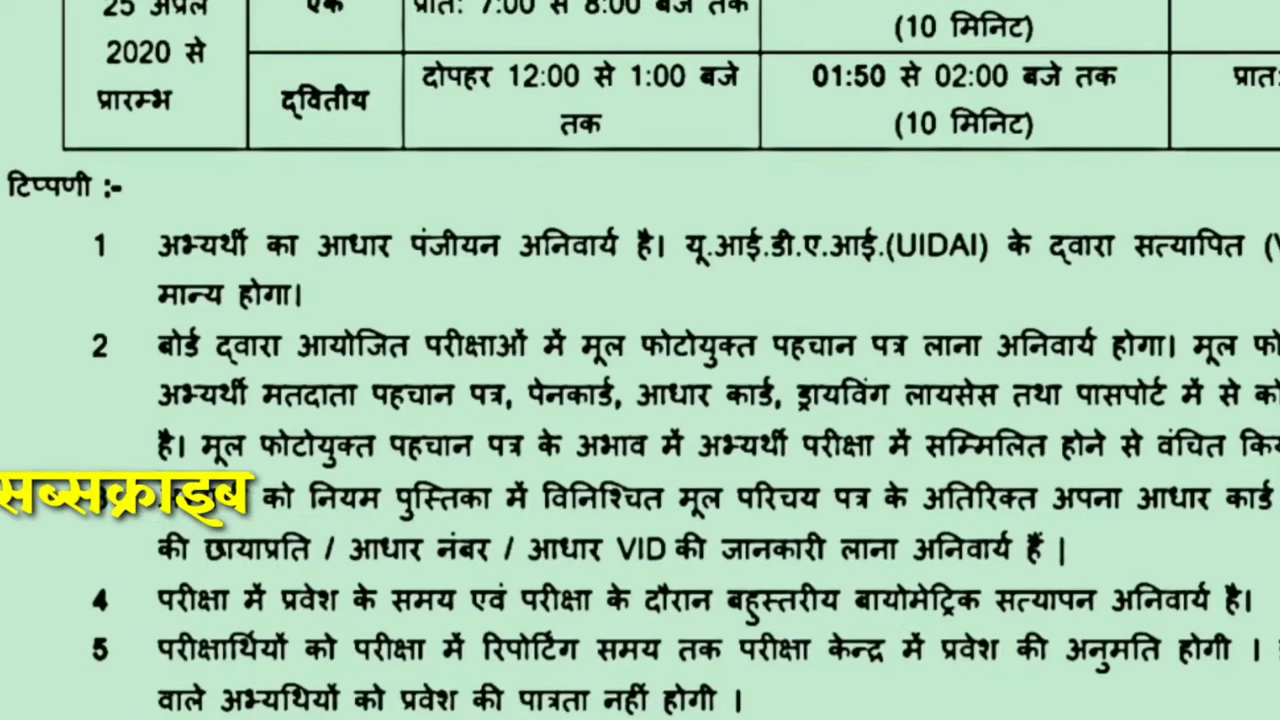 25 अप्रैल एक प्रातः 7:00 से 8:00 बजे तक
(10 मिनिट)
2020 से
प्रारम्भ द्वितीय दोपहर 12:00 से 1:00 बजे 01:50 से 02:00 बजे तक
तक (10 मिनिट)
टिप्पणी :-
1 अभ्यर्थी का आधार पंजीयन अनिवार्य है। यू.आई.डी.ए.आई.(UIDAI) के द्वारा सत्यापित
मान्य होगा।
2 बोर्ड द्वारा आयोजित परीक्षाओं में मूल फोटोयुक्त पहचान पत्र लाना अनिवार्य होगा। मूल
अभ्यर्थी मतदाता पहचान पत्र, पेनकार्ड, आधार कार्ड, ड्रायविंग लायसेस तथा पासपोर्ट में से
है। मूल फोटोयुक्त पहचान पत्र के अभाव में अभ्यर्थी परीक्षा में सम्मिलित होने से वंचित
सब्सक्राइब
को नियम पुस्तिका में विनिश्चित मूल परिचय पत्र के अतिरिक्त अपना आधार कार्ड
की छायाप्रति / आधार नंबर / आधार VID की जानकारी लाना अनिवार्य हैं |
4 परीक्षा में प्रवेश के समय एवं परीक्षा के दौरान बहुस्तरीय बायोमेट्रिक सत्यापन अनिवार्य है।
5 परीक्षार्थियों को परीक्षा में रिपोर्टिंग समय तक परीक्षा केन्द्र में प्रवेश की अनुमति होगी ।
वाले अभ्यथियों को प्रवेश की पात्रता नहीं होगी ।